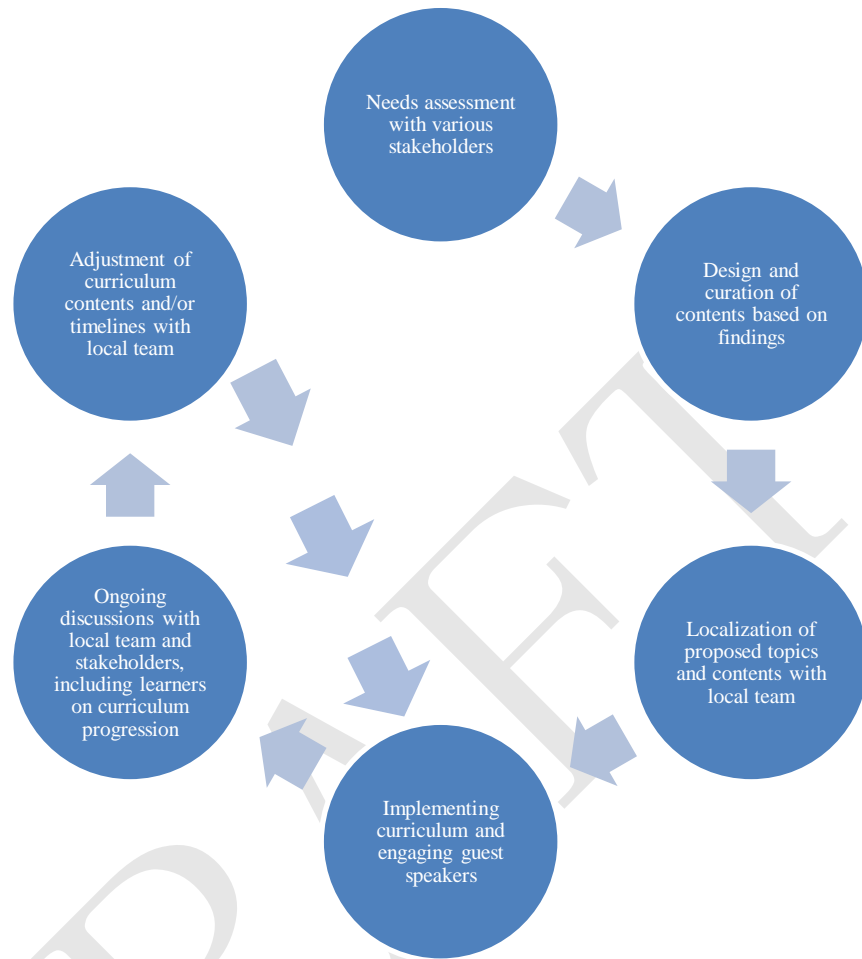 Needs assessment
with various
stakeholders
Design and
curation of
contents based on
findings
Localization of
proposed topics
and contents with
local team
Implementing
curriculum and
engaging guest
speakers
Ongoing
discussions with
local team and
stakeholders,
including learners
on curriculum
progression
Adjustment of
curriculum
contents and/or
timelines with
local team